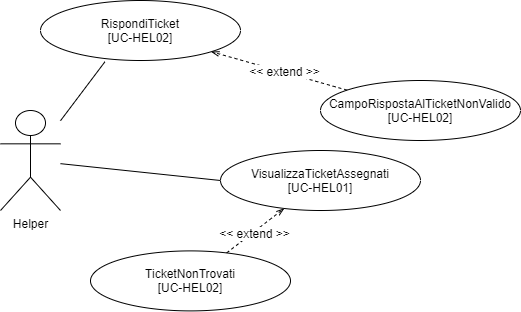 RispondiTicket
[UC-HEL02]
<< extend >>
CampoRispostaAlTicketNonValido
[UC-HEL02]
VisualizzaTicketAssegnati
[UC-HEL01]
Helper
<< extend >>
TicketNonTrovati
[UC-HEL02]